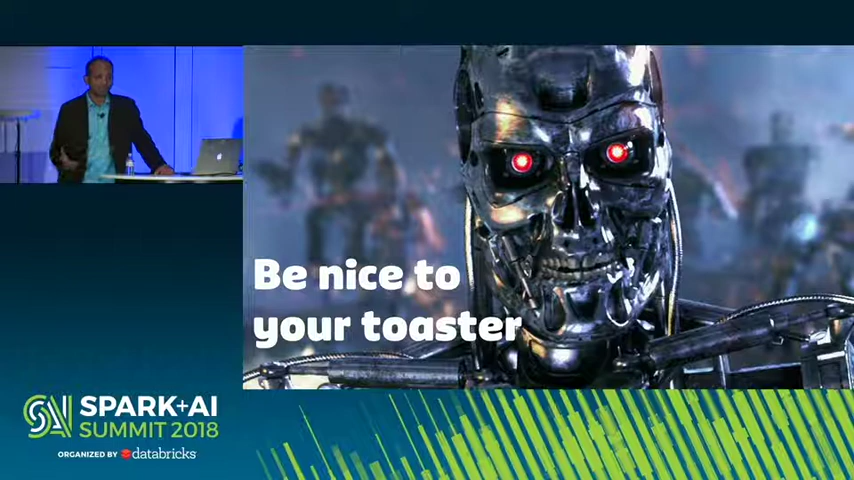 Be nice to
your toaster
SPARK+AI
SUMMIT 2018
ORGANIZED BY databricks